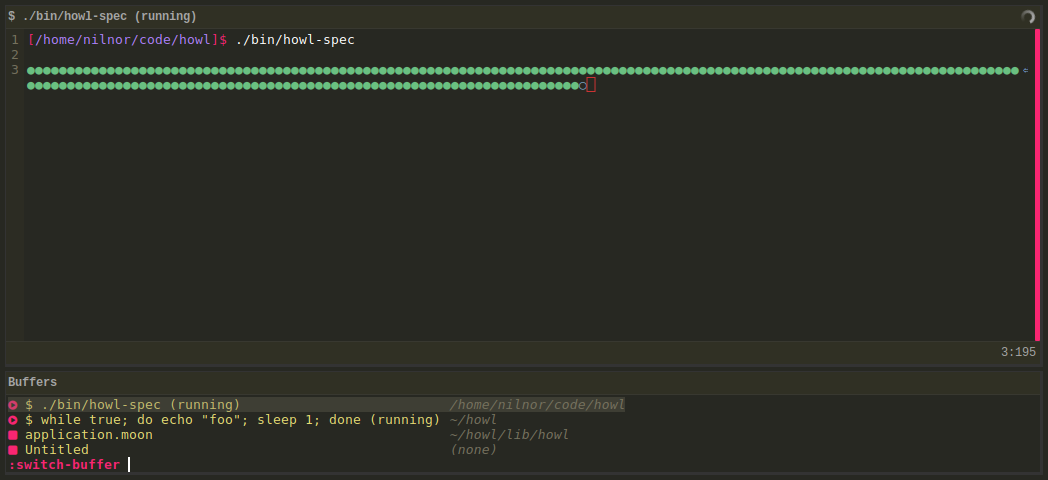 $ ./bin/howl-spec (running)
1 [/home/nilnor/code/howl]$ ./bin/howl-spec
2
3
3:195
Buffers
$ ./bin/howl-spec (running) /home/nilnor/code/howl
$ while true; do echo "foo"; sleep 1; done (running) ~/howl
application.moon ~/howl/lib/howl
Untitled (none)
:switch-buffer